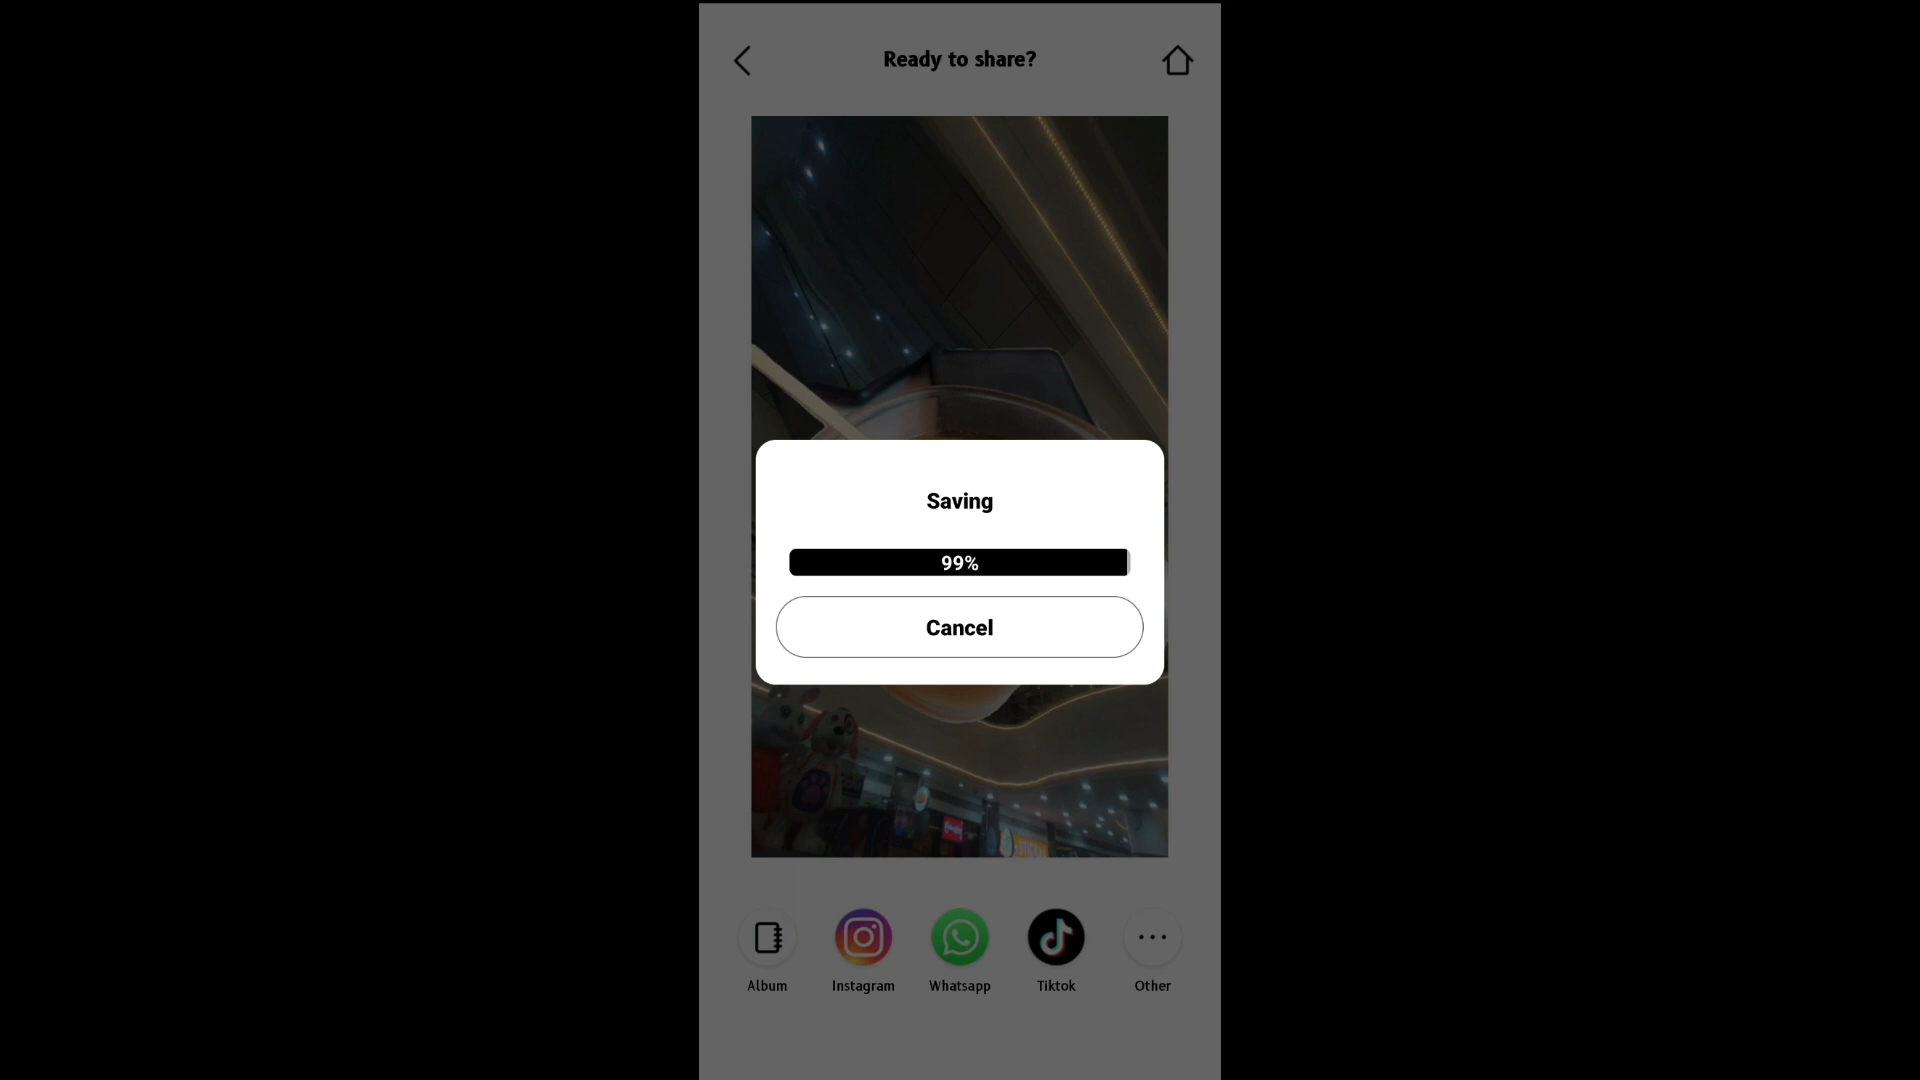 Ready to share?
Saving
99%
Cancel
Album
Instagram
Whatsapp
Tiktok
Other